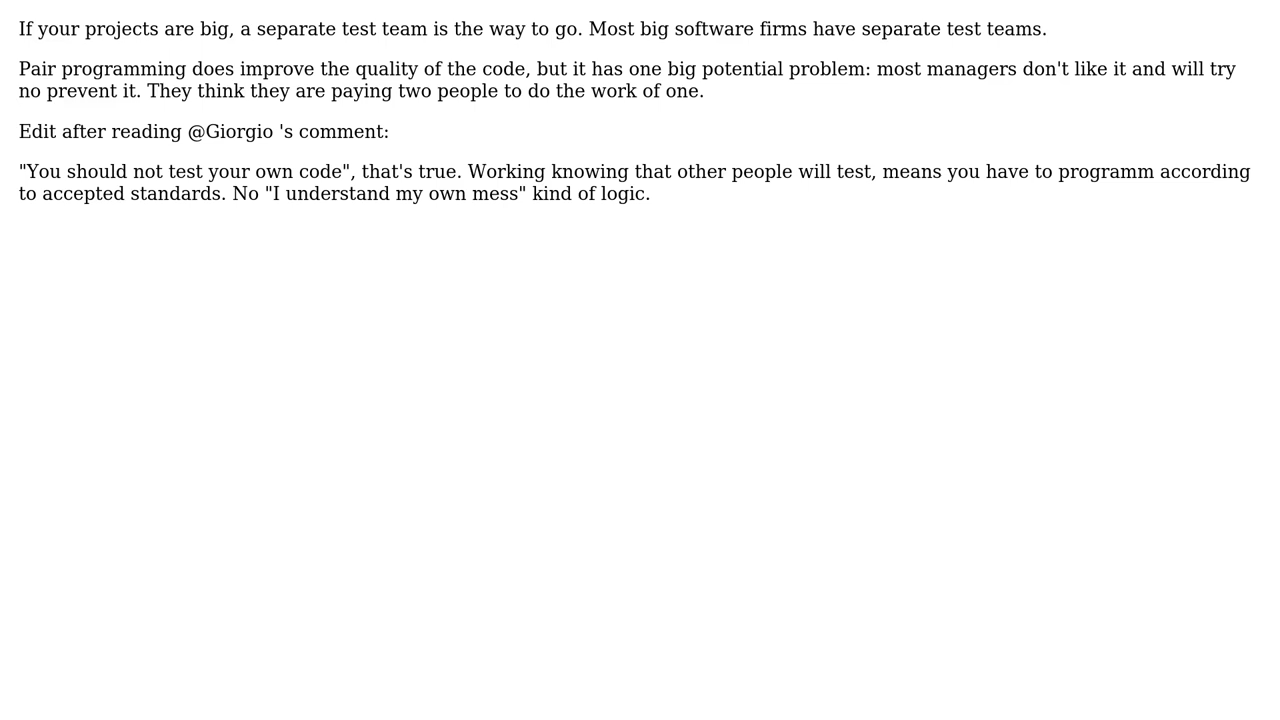 If your projects are big, a separate test team is the way to go. Most big software firms have separate test teams.
Pair programming does improve the quality of the code, but it has one big potential problem: most managers don't like it and will try
no prevent it. They think they are paying two people to do the work of one.
Edit after reading @Giorgio 's comment:
"You should not test your own code", that's true. Working knowing that other people will test, means you have to programm according
to accepted standards. No "I understand my own mess" kind of logic.